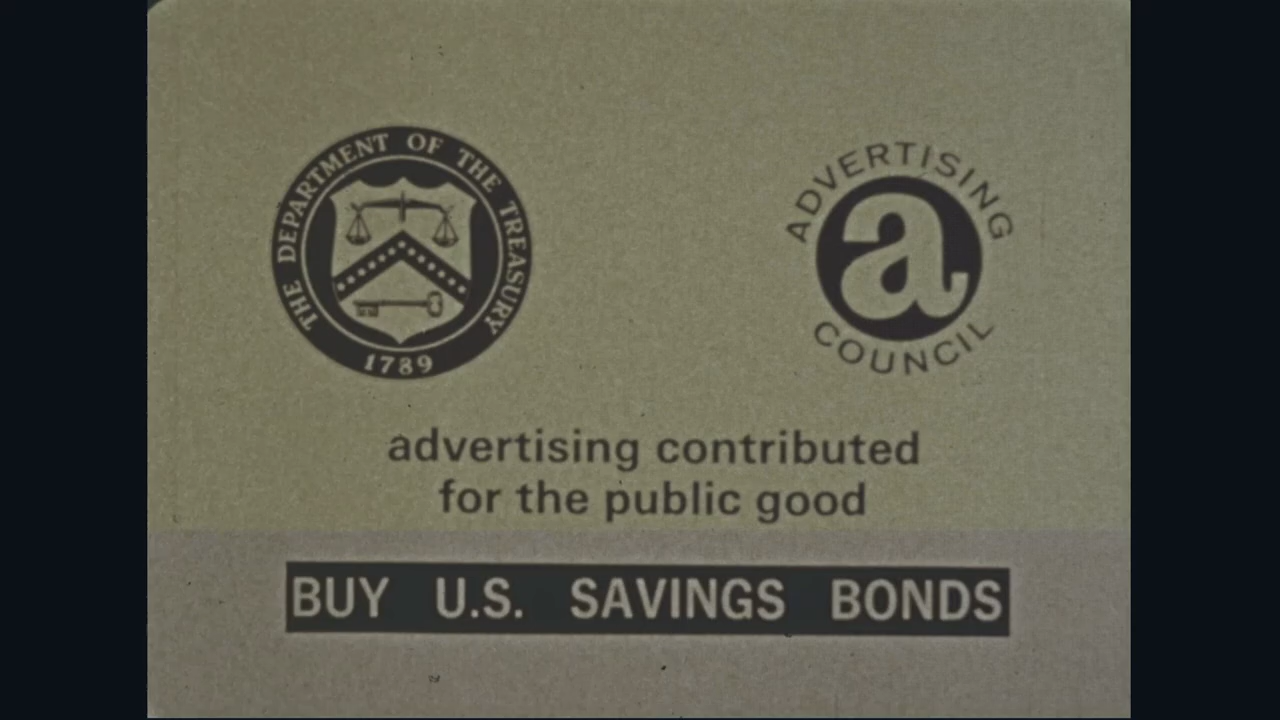 THE DEPARTMENT OF THE TREASURY
1789
ADVERTISING
a
COUNCIL
advertising contributed
for the public good
BUY U.S. SAVINGS BONDS